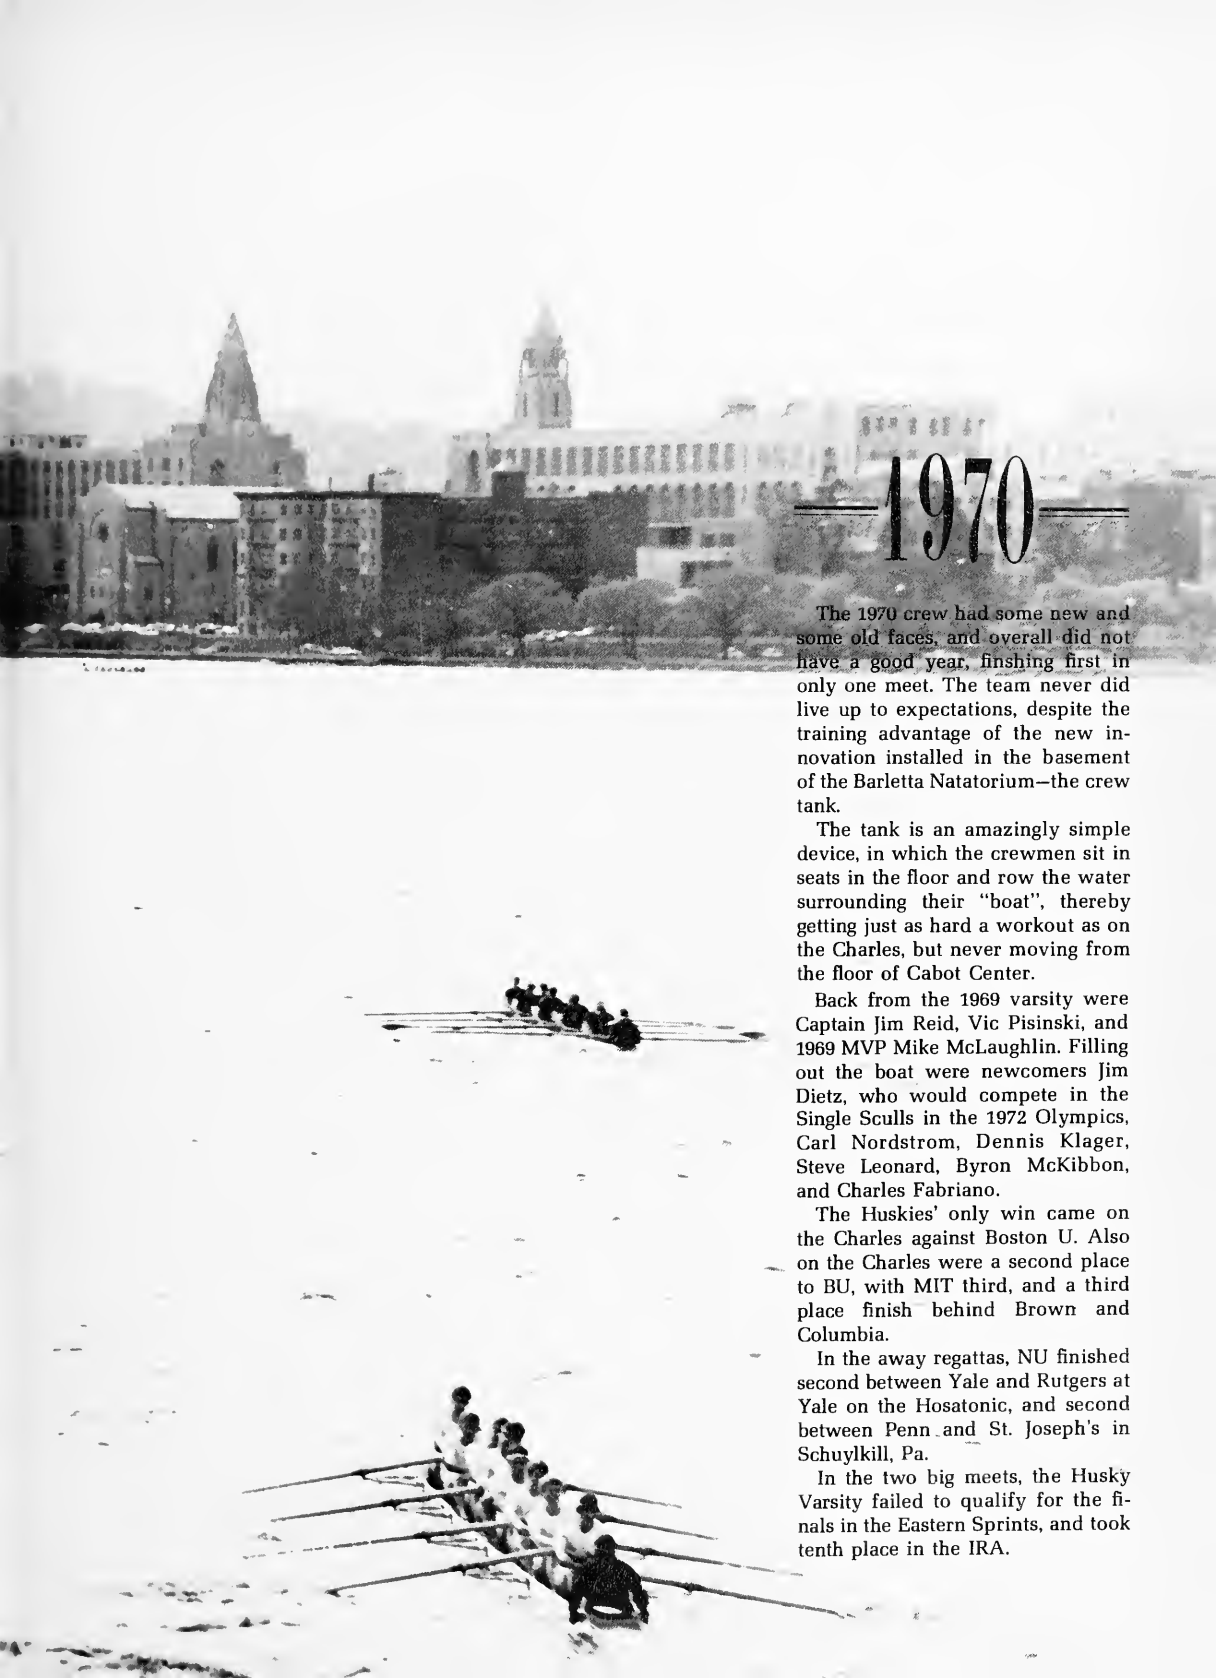 1970
The 1970 crew had some new and
some old faces, and overall did not
have a good year, finshing first in
only one meet. The team never did
live up to expectations, despite the
training advantage of the new in-
novation installed in the basement
of the Barletta Natatorium—the crew
tank.
The tank is an amazingly simple
device, in which the crewmen sit in
seats in the floor and row the water
surrounding their “boat”, thereby
getting just as hard a workout as on
the Charles, but never moving from
the floor of Cabot Center.
Back from the 1969 varsity were
Captain Jim Reid, Vic Pisinski, and
1969 MVP Mike McLaughlin. Filling
out the boat were newcomers Jim
Dietz, who would compete in the
Single Sculls in the 1972 Olympics,
Carl Nordstrom, Dennis Klager,
Steve Leonard, Byron McKibbon,
and Charles Fabriano.
The Huskies’ only win came on
the Charles against Boston U. Also
on the Charles were a second place
to BU, with MIT third, and a third
place finish behind Brown and
Columbia.
In the away regattas, NU finished
second between Yale and Rutgers at
Yale on the Hosatonic, and second
between Penn and St. Joseph's in
Schuylkill, Pa.
In the two big meets, the Husky
Varsity failed to qualify for the fi-
nals in the Eastern Sprints, and took
tenth place in the IRA.